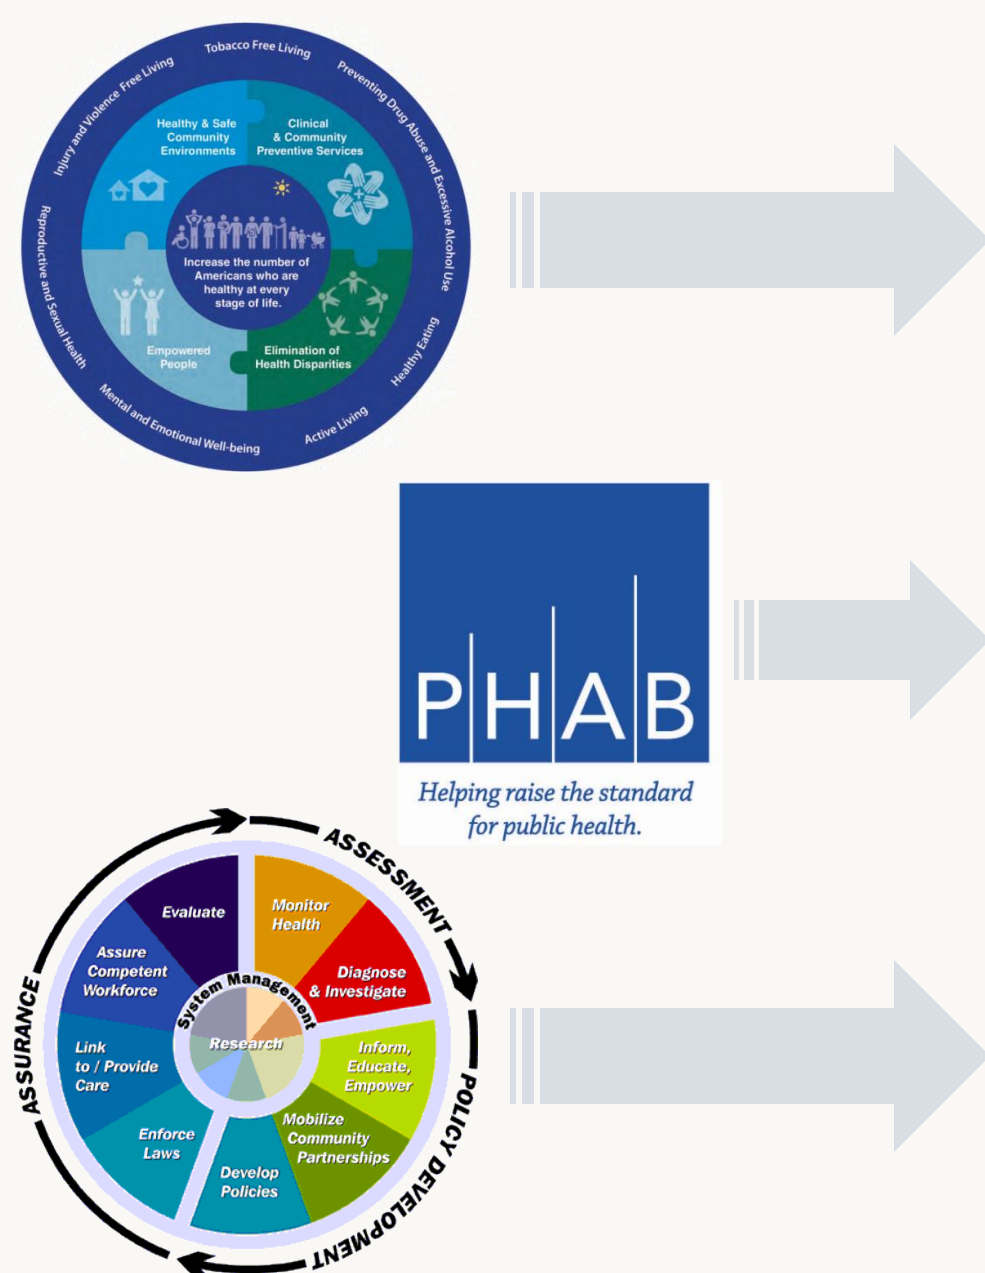 Tobacco Free Living
Preventing Drug Abuse and Excessive Alcohol Use
Healthy Eating
Active Living
Mental and Emotional Well-being
Reproductive and Sexual Health
Injury and Violence Free Living
Healthy & Safe
Community
Environments
Clinical
& Community
Preventive Services
Increase the number of
Americans who are
healthy at every
stage of life.
Empowered
People
Elimination of
Health Disparities
PHAB
Helping raise the standard
for public health.
ASSESSMENT
POLICY DEVELOPMENT
ASSURANCE
Evaluate
Monitor
Health
Diagnose
& Investigate
Inform,
Educate,
Empower
Mobilize
Community
Partnerships
Develop
Policies
Enforce
Laws
Link
to / Provide
Care
Assure
Competent
Workforce
System Management
Research